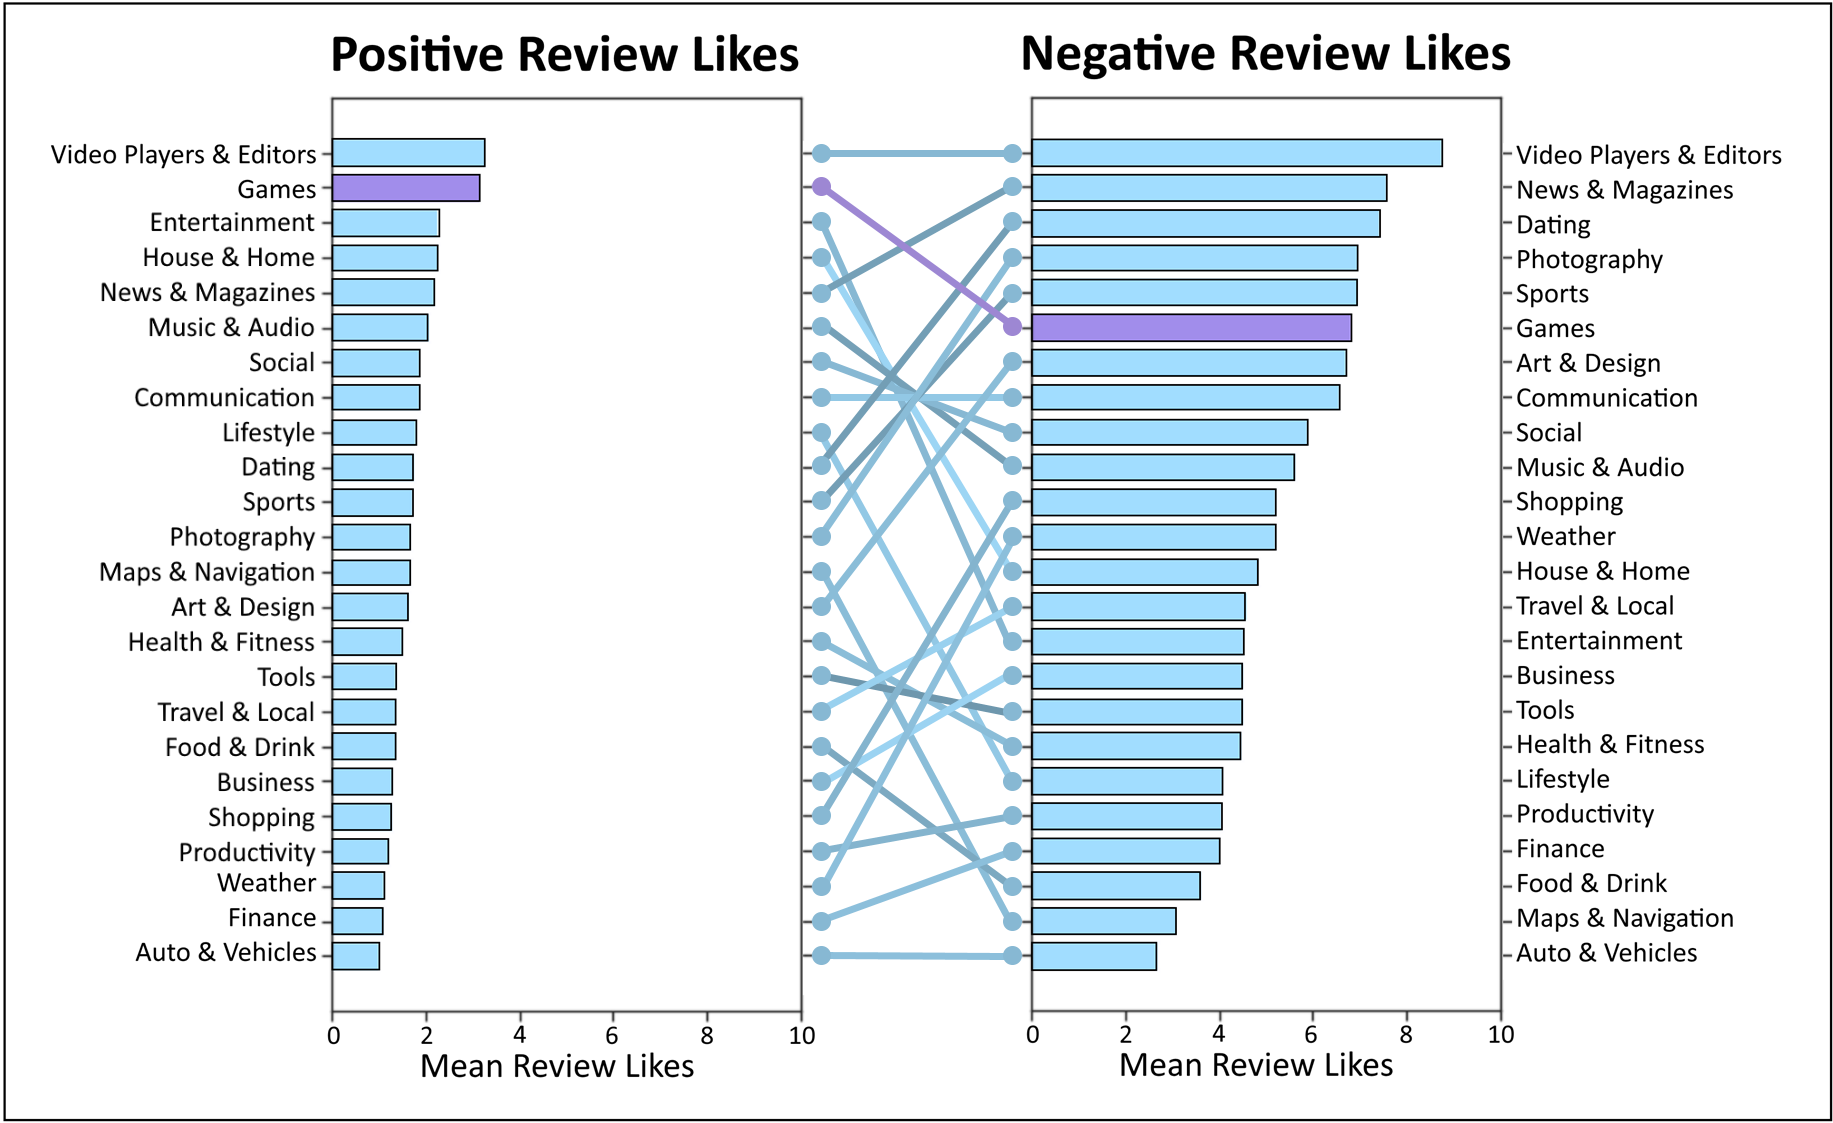 Positive Review Likes
Negative Review Likes
Video Players & Editors
Games
Entertainment
House & Home
News & Magazines
Music & Audio
Social
Communication
Lifestyle
Dating
Sports
Photography
Maps & Navigation
Art & Design
Health & Fitness
Tools
Travel & Local
Food & Drink
Business
Shopping
Productivity
Weather
Finance
Auto & Vehicles
0 2 4 6 8 10
Mean Review Likes
Video Players & Editors
News & Magazines
Dating
Photography
Sports
Games
Art & Design
Communication
Social
Music & Audio
Shopping
Weather
House & Home
Travel & Local
Entertainment
Business
Tools
Health & Fitness
Lifestyle
Productivity
Finance
Food & Drink
Maps & Navigation
Auto & Vehicles
0 2 4 6 8 10
Mean Review Likes